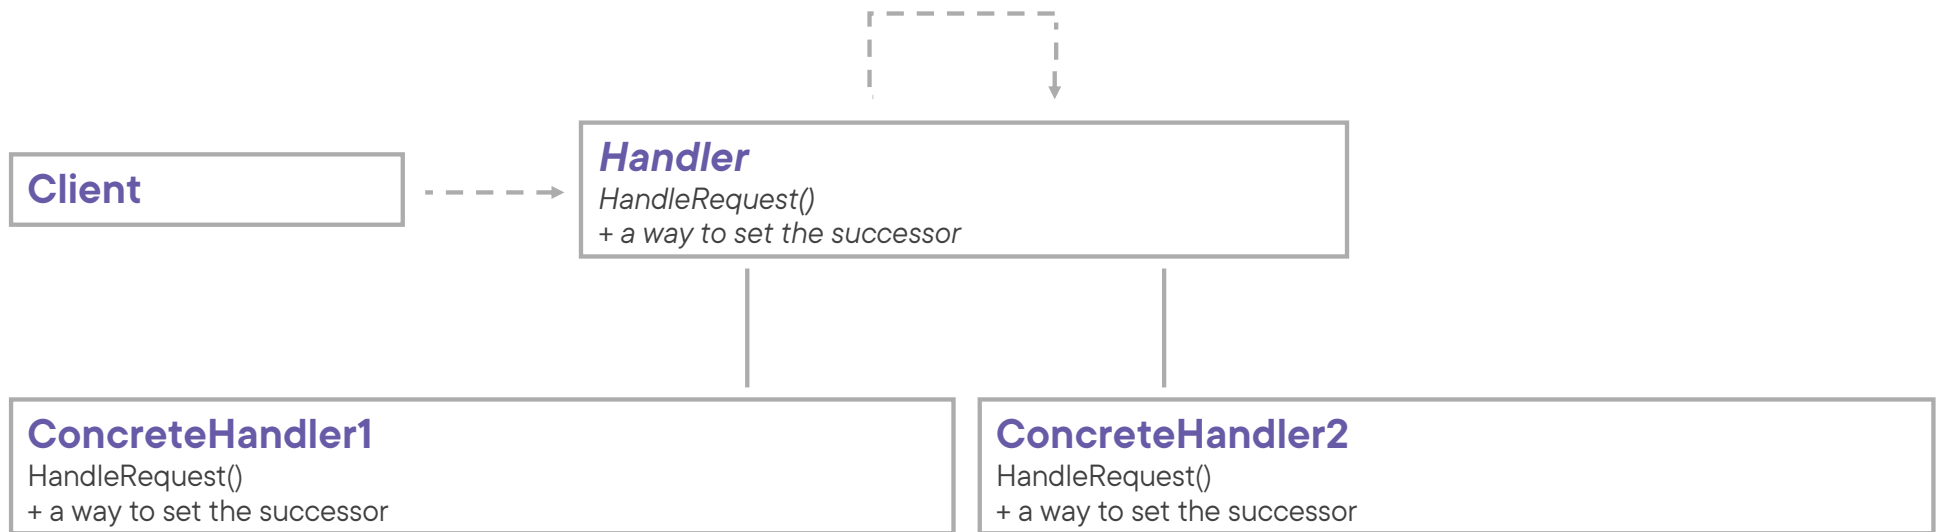 Client
Handler
HandleRequest()
+ a way to set the successor
ConcreteHandler1
HandleRequest()
+ a way to set the successor
ConcreteHandler2
HandleRequest()
+ a way to set the successor